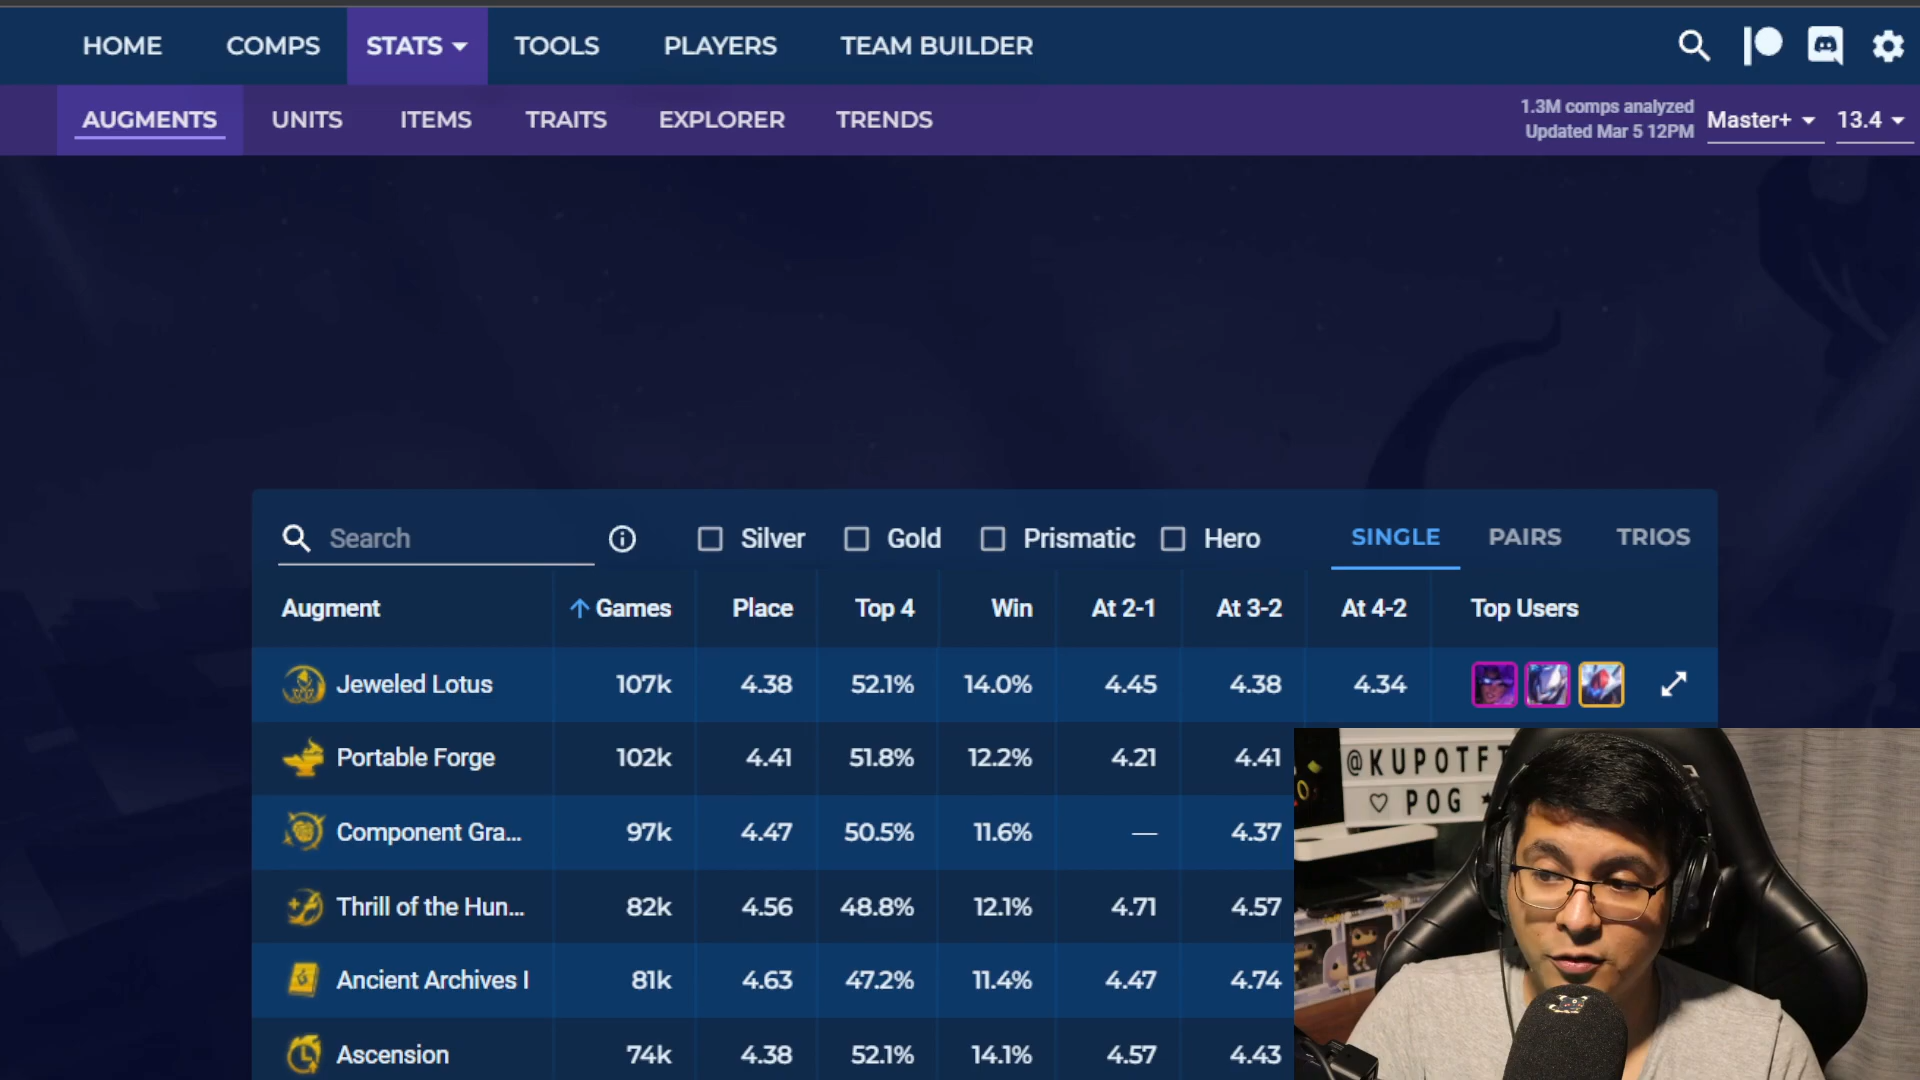 HOME COMPS STATS TOOLS PLAYERS TEAM BUILDER
AUGMENTS UNITS ITEMS TRAITS EXPLORER TRENDS
1.3M comps analyzed
Updated Mar 5 12PM
Master+ 13.4
Search Silver Gold Prismatic Hero SINGLE PAIRS TRIOS
Augment Games Place Top 4 Win At 2-1 At 3-2 At 4-2 Top Users
Jeweled Lotus 107k 4.38 52.1% 14.0% 4.45 4.38 4.34
Portable Forge 102k 4.41 51.8% 12.2% 4.21 4.41
Component Gra... 97k 4.47 50.5% 11.6% — 4.37
Thrill of the Hun... 82k 4.56 48.8% 12.1% 4.71 4.57
Ancient Archives I 81k 4.63 47.2% 11.4% 4.47 4.74
Ascension 74k 4.38 52.1% 14.1% 4.57 4.43
@KUPOTFT
♡ POG